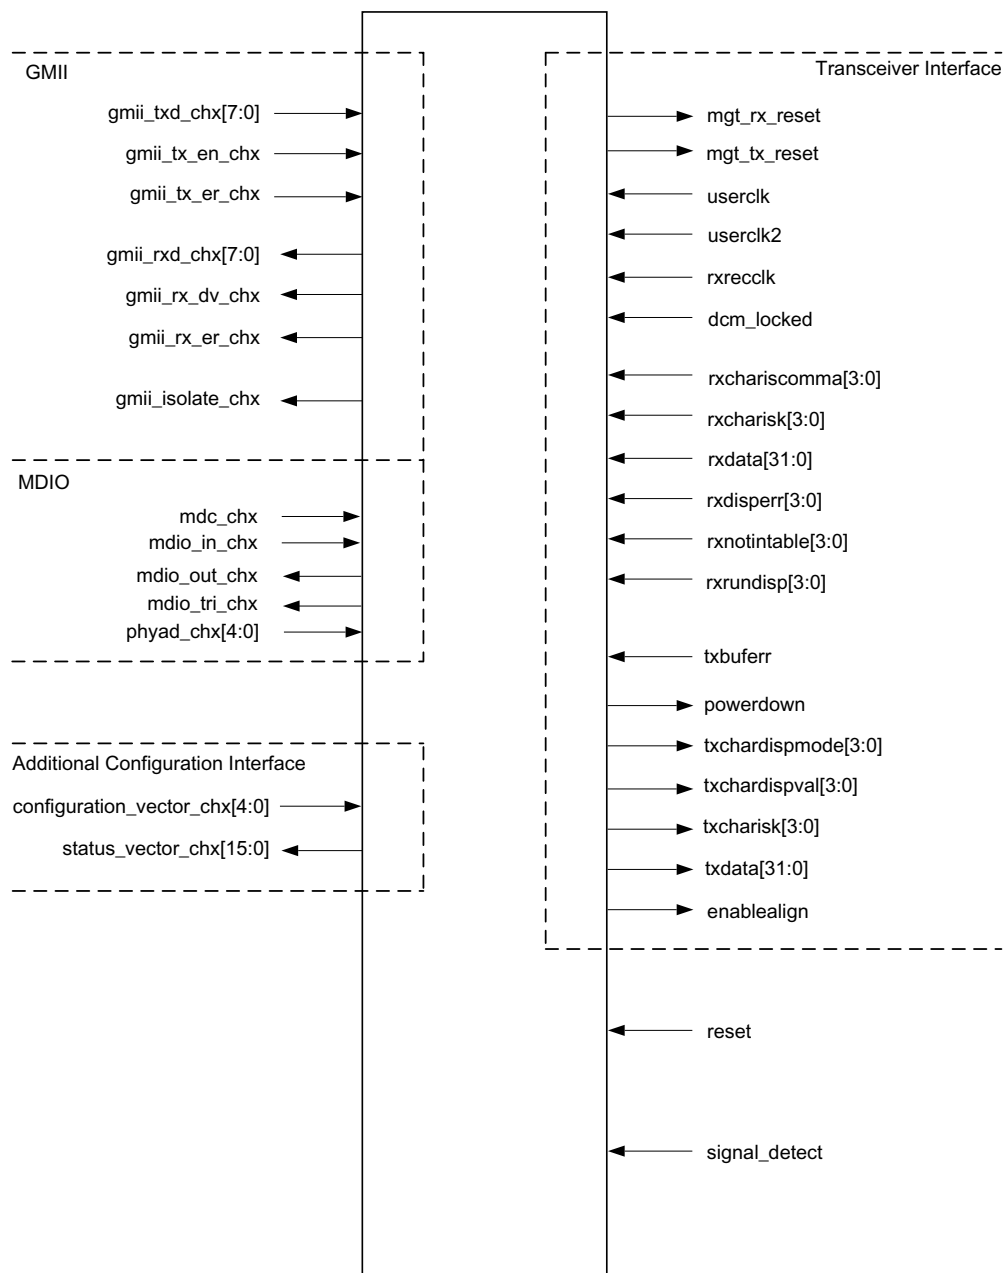 GMII
gmii_txd_chx[7:0]
gmii_tx_en_chx
gmii_tx_er_chx
gmii_rxd_chx[7:0]
gmii_rx_dv_chx
gmii_rx_er_chx
gmii_isolate_chx
MDIO
mdc_chx
mdio_in_chx
mdio_out_chx
mdio_tri_chx
phyad_chx[4:0]
Additional Configuration Interface
configuration_vector_chx[4:0]
status_vector_chx[15:0]
Transceiver Interface
mgt_rx_reset
mgt_tx_reset
userclk
userclk2
rxrecclk
dcm_locked
rxchariscomma[3:0]
rxcharisk[3:0]
rxdata[31:0]
rxdisperr[3:0]
rxnotintable[3:0]
rxrundisp[3:0]
txbuferr
powerdown
txchardispmode[3:0]
txchardispval[3:0]
txcharisk[3:0]
txdata[31:0]
enablealign
reset
signal_detect